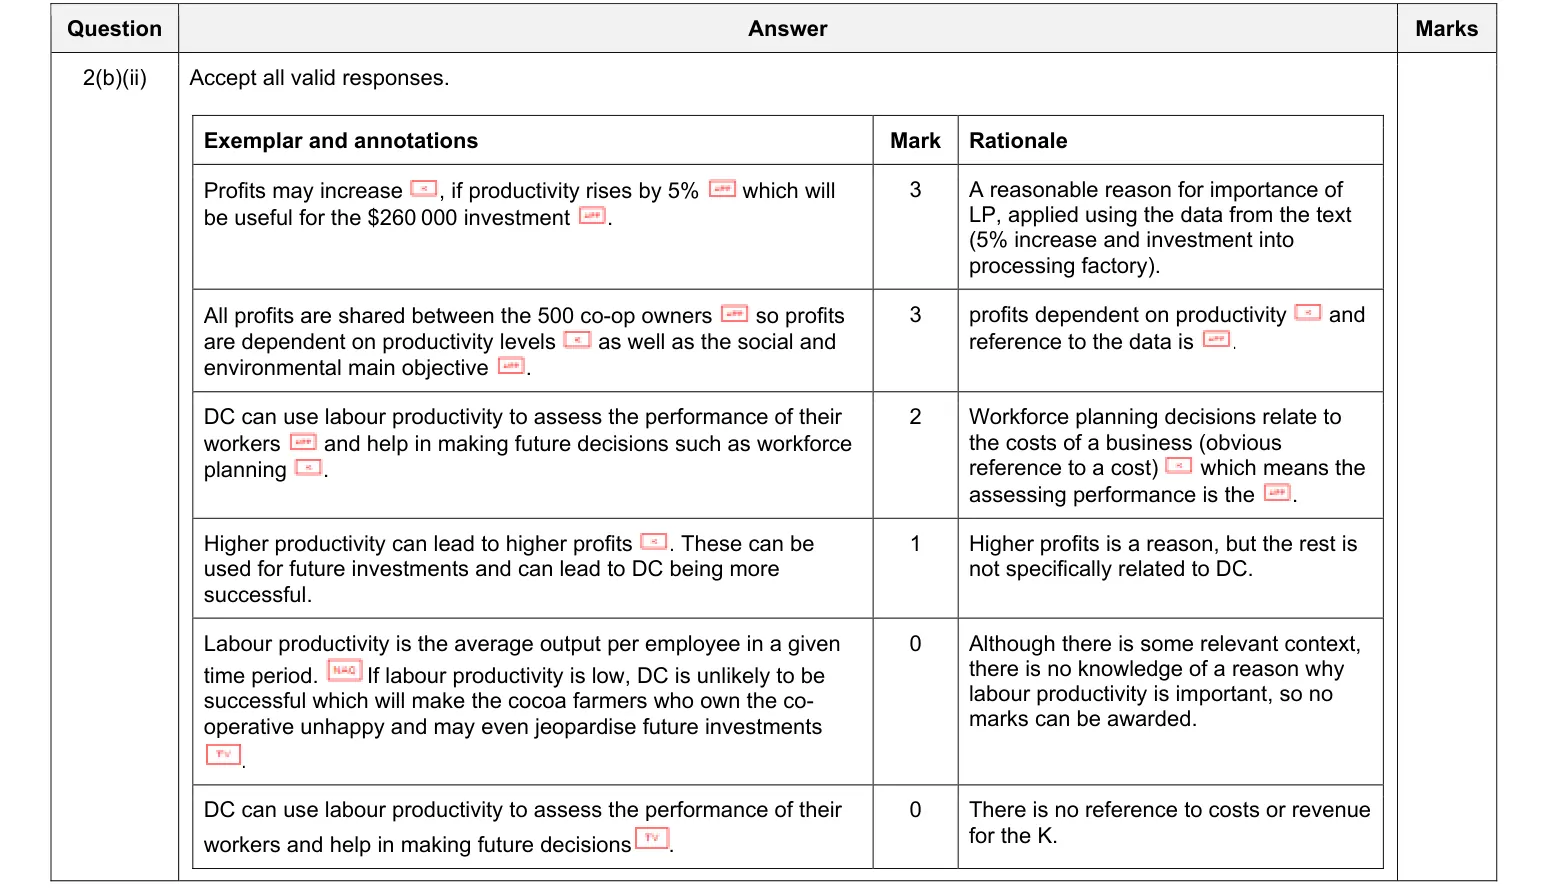 Question Answer Marks
2(b)(ii) Accept all valid responses.
Exemplar and annotations Mark Rationale
Profits may increase K, if productivity rises by 5% APP which will
be useful for the $260 000 investment APP.
3
A reasonable reason for importance of
LP, applied using the data from the text
(5% increase and investment into
processing factory).
All profits are shared between the 500 co-op owners APP so profits
are dependent on productivity levels K as well as the social and
environmental main objective APP.
3
profits dependent on productivity K and
reference to the data is APP.
DC can use labour productivity to assess the performance of their
workers APP and help in making future decisions such as workforce
planning K.
2
Workforce planning decisions relate to
the costs of a business (obvious
reference to a cost) K which means the
assessing performance is the APP.
Higher productivity can lead to higher profits K. These can be
used for future investments and can lead to DC being more
successful.
1
Higher profits is a reason, but the rest is
not specifically related to DC.
Labour productivity is the average output per employee in a given
time period. NAQ If labour productivity is low, DC is unlikely to be
successful which will make the cocoa farmers who own the co-
operative unhappy and may even jeopardise future investments
TV.
0
Although there is some relevant context,
there is no knowledge of a reason why
labour productivity is important, so no
marks can be awarded.
DC can use labour productivity to assess the performance of their
workers and help in making future decisions TV.
0
There is no reference to costs or revenue
for the K.